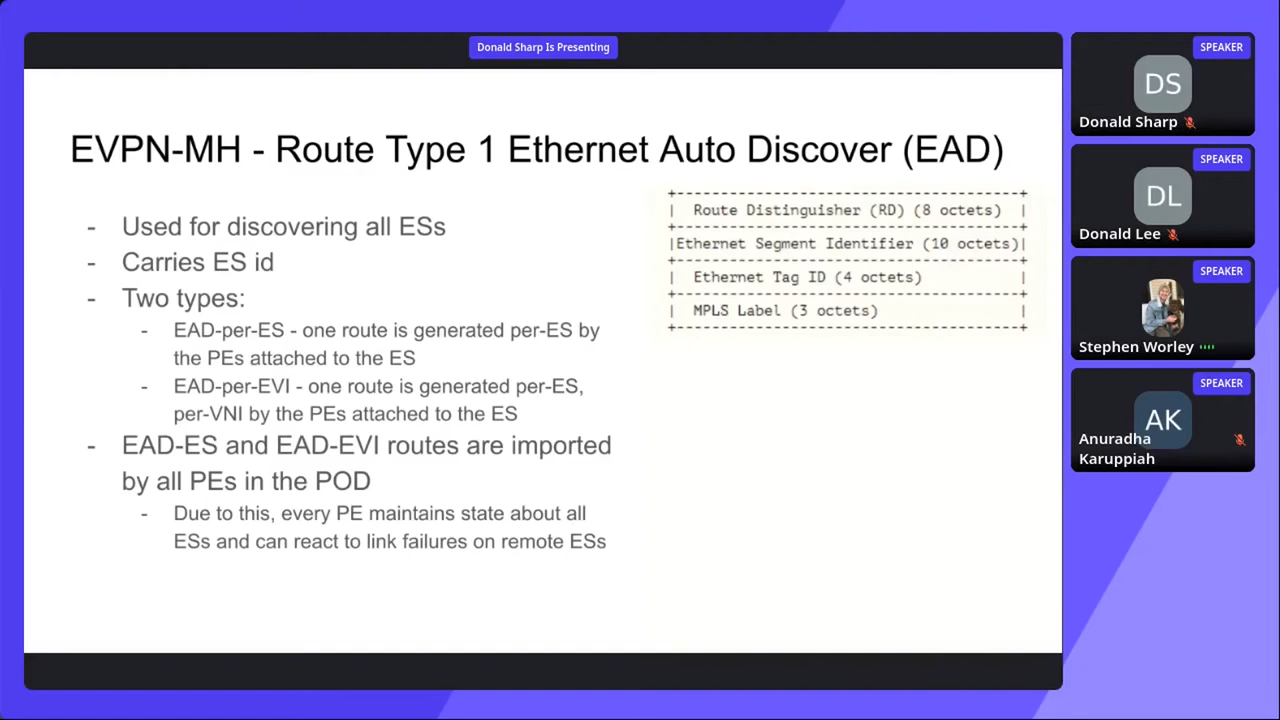 Donald Sharp Is Presenting
EVPN-MH - Route Type 1 Ethernet Auto Discover (EAD)
- Used for discovering all ESs
- Carries ES id
- Two types:
- EAD-per-ES - one route is generated per-ES by
the PEs attached to the ES
- EAD-per-EVI - one route is generated per-ES,
per-VNI by the PEs attached to the ES
- EAD-ES and EAD-EVI routes are imported
by all PEs in the POD
- Due to this, every PE maintains state about all
ESs and can react to link failures on remote ESs
+---------------------------------------+
| Route Distinguisher (RD) (8 octets) |
+---------------------------------------+
|Ethernet Segment Identifier (10 octets)|
+---------------------------------------+
| Ethernet Tag ID (4 octets) |
+---------------------------------------+
| MPLS Label (3 octets) |
+---------------------------------------+
SPEAKER
DS
Donald Sharp
SPEAKER
DL
Donald Lee
SPEAKER
Stephen Worley
SPEAKER
AK
Anuradha
Karuppiah